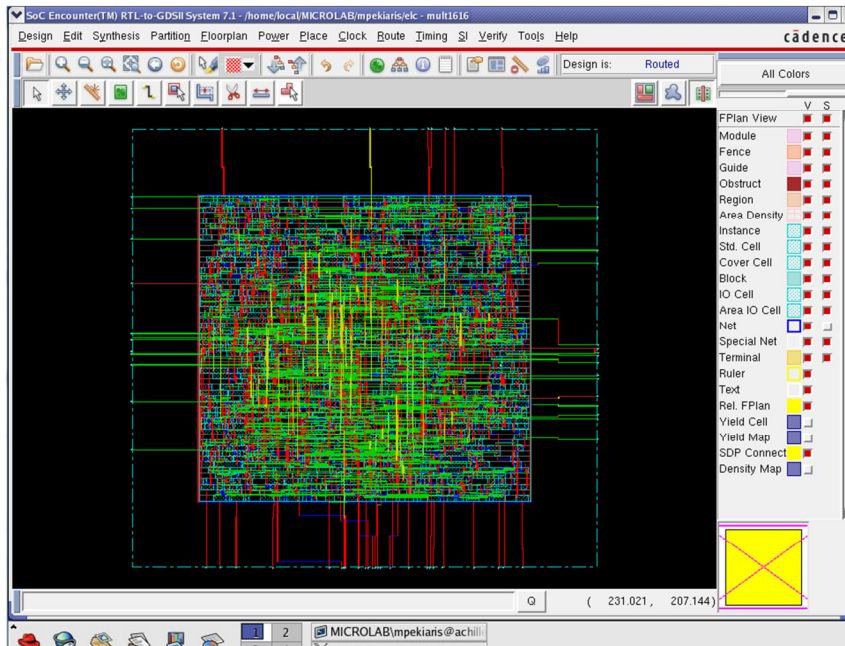 SoC Encounter(TM) RTL-to-GDSII System 7.1 - /home/local/MICROLAB/mpekiaris/elc - mult1616
Design Edit Synthesis Partition Floorplan Power Place Clock Route Timing SI Verify Tools Help
cādence
Design is: Routed
All Colors
V S
FPlan View
Module
Fence
Guide
Obstruct
Region
Area Density
Instance
Std. Cell
Cover Cell
Block
IO Cell
Area IO Cell
Net
Special Net
Terminal
Ruler
Text
Rel. FPlan
Yield Cell
Yield Map
SDP Connect
Density Map
Q ( 231.021 , 207.144)
1 2 MICROLAB\mpekiaris@achill